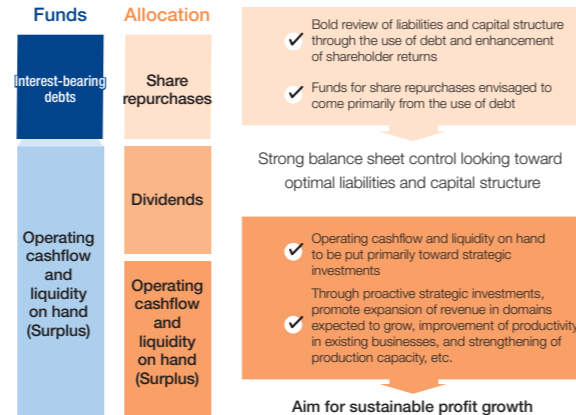 Funds
Allocation
Interest-bearing
debts
Share
repurchases
Bold review of liabilities and capital structure
through the use of debt and enhancement
of shareholder returns
Funds for share repurchases envisaged to
come primarily from the use of debt
Strong balance sheet control looking toward
optimal liabilities and capital structure
Dividends
Operating
cashflow
and
liquidity
on hand
(Surplus)
Operating
cashflow
and
liquidity
on hand
(Surplus)
Operating cashflow and liquidity on hand
to be put primarily toward strategic
investments
Through proactive strategic investments,
promote expansion of revenue in domains
expected to grow, improvement of productivity
in existing businesses, and strengthening of
production capacity, etc.
Aim for sustainable profit growth